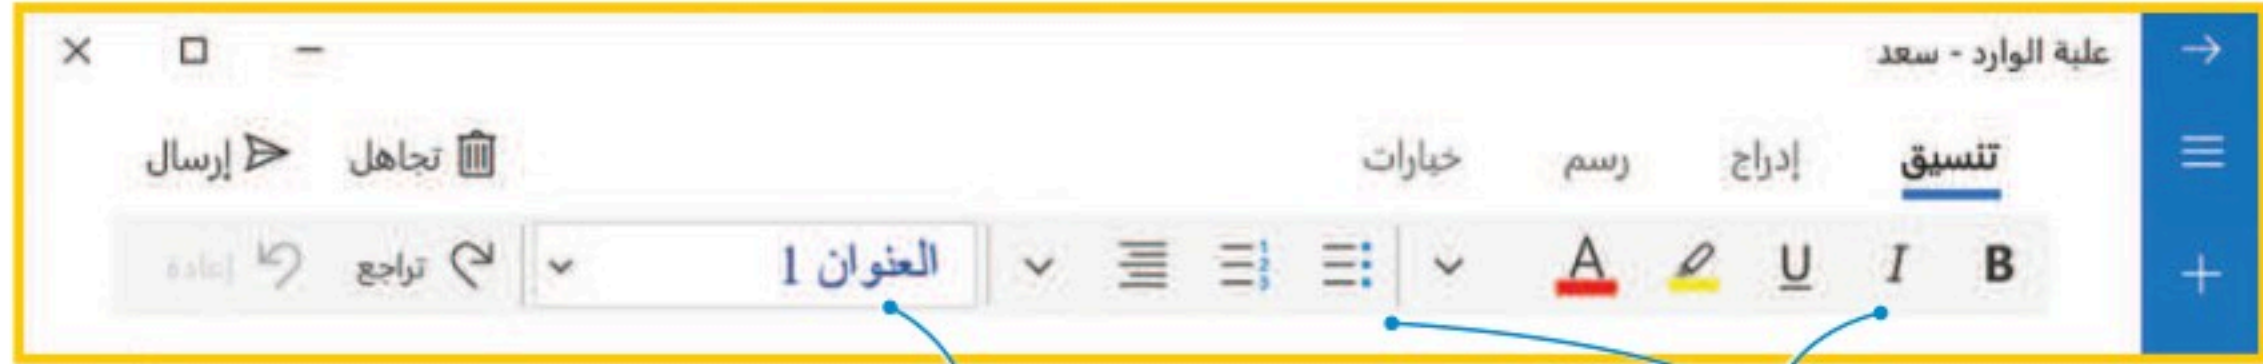 علبة الوارد - سعد
تنسيق إدراج رسم خيارات تجاهل إرسال
B I U A العنوان 1 تراجع إعادة